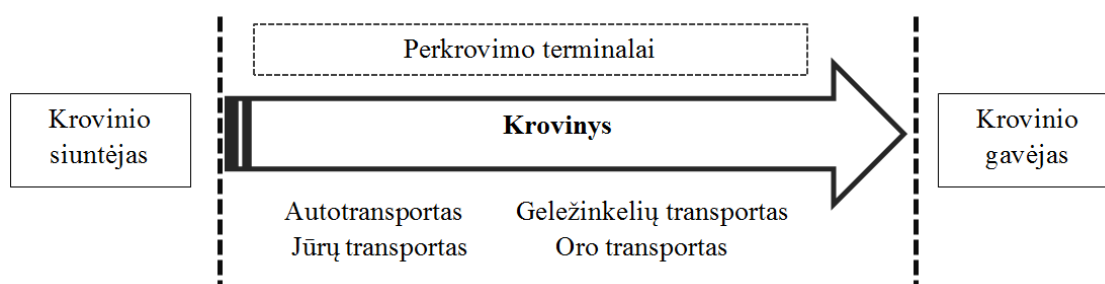 Perkrovimo terminalai
Krovinio
siuntėjas
Krovinys
Krovinio
gavėjas
Autotransportas
Geležinkelių transportas
Jūrų transportas
Oro transportas